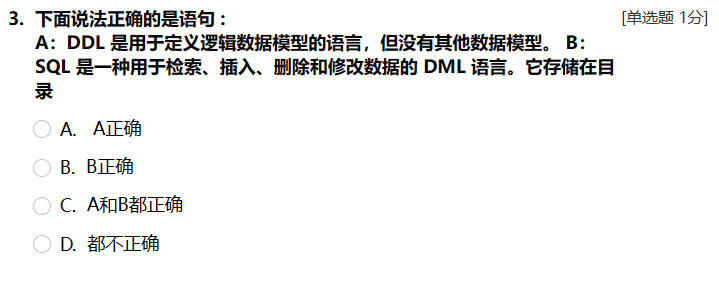 3. 下面说法正确的是语句： [单选题 1分]
A：DDL 是用于定义逻辑数据模型的语言，但没有其他数据模型。 B：
SQL 是一种用于检索、插入、删除和修改数据的 DML 语言。它存储在目
录
A. A正确
B. B正确
C. A和B都正确
D. 都不正确